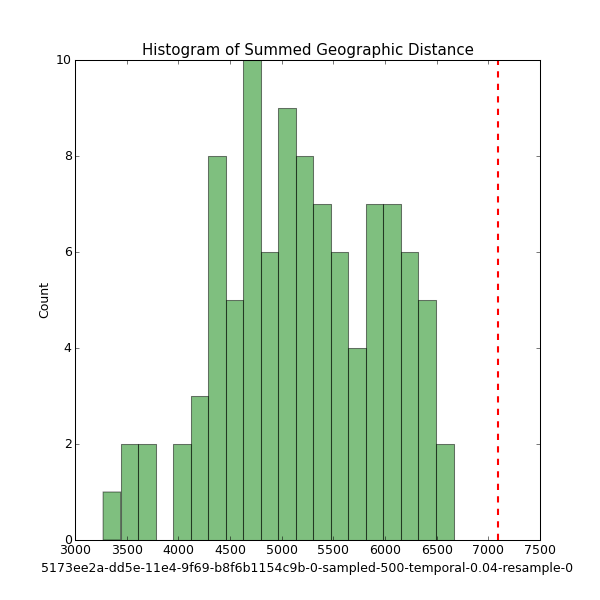 Histogram of Summed Geographic Distance
10
8
6
4
2
0
Count
3000 3500 4000 4500 5000 5500 6000 6500 7000 7500
5173ee2a-dd5e-11e4-9f69-b8f6b1154c9b-0-sampled-500-temporal-0.04-resample-0